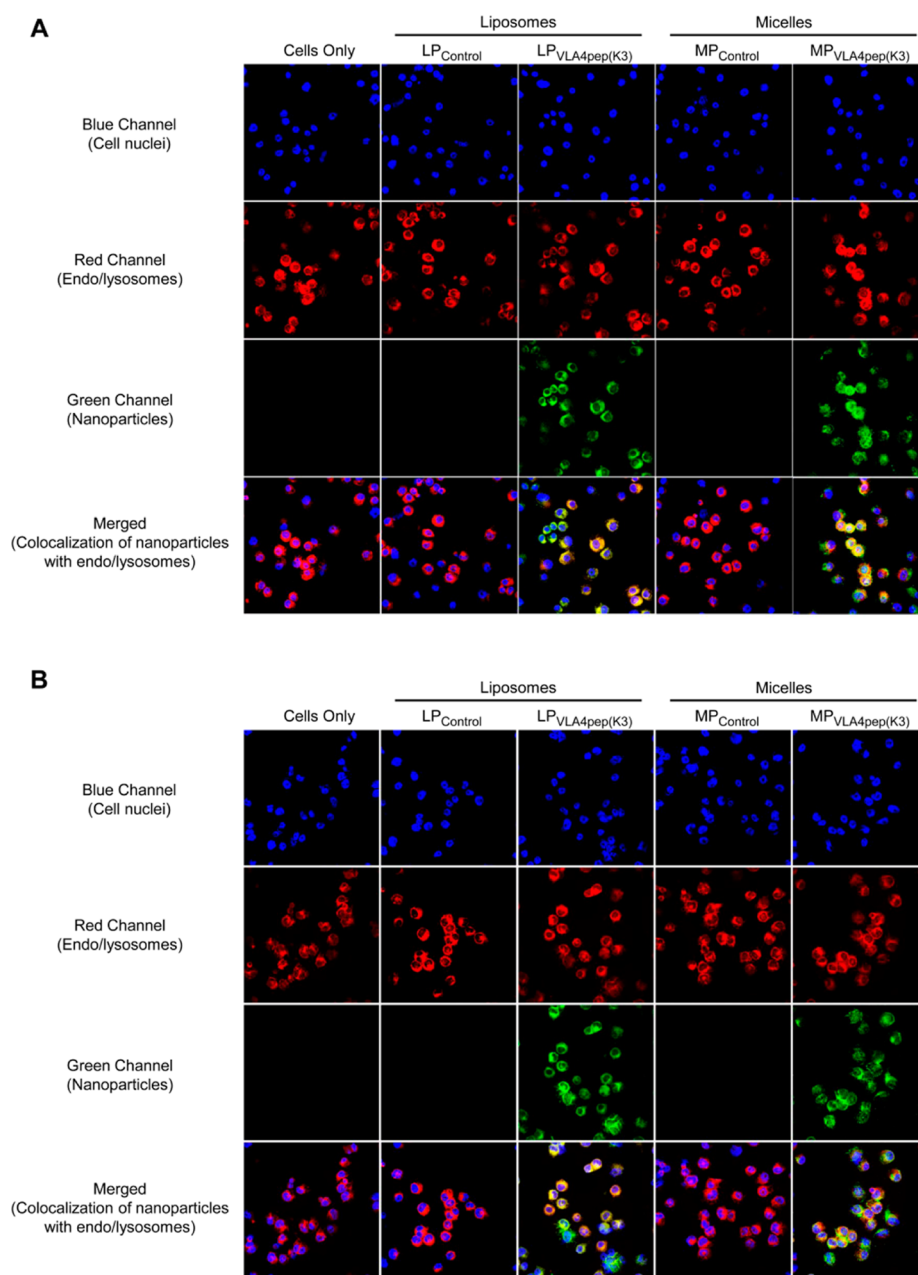 A
Liposomes Micelles
Cells Only LPControl LPVLA4pep(K3) MPControl MPVLA4pep(K3)
Blue Channel
(Cell nuclei)
Red Channel
(Endo/lysosomes)
Green Channel
(Nanoparticles)
Merged
(Colocalization of nanoparticles
with endo/lysosomes)
B
Liposomes Micelles
Cells Only LPControl LPVLA4pep(K3) MPControl MPVLA4pep(K3)
Blue Channel
(Cell nuclei)
Red Channel
(Endo/lysosomes)
Green Channel
(Nanoparticles)
Merged
(Colocalization of nanoparticles
with endo/lysosomes)